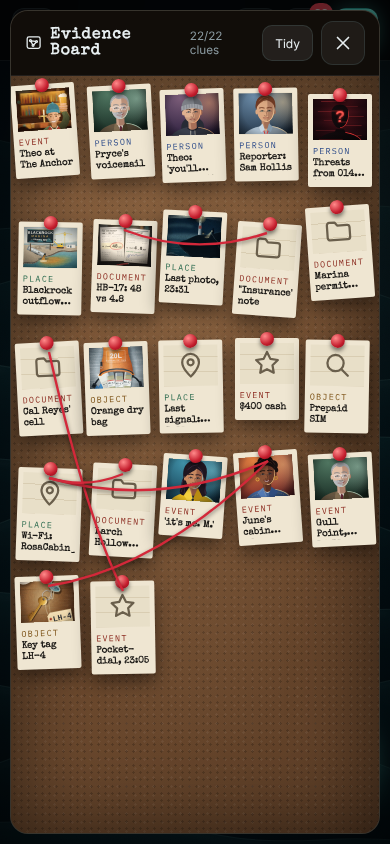 Evidence
Board
22/22
clues
Tidy
EVENT
Theo at
The Anchor
PERSON
Pryce's
voicemail
PERSON
Theo:
'you'll...
PERSON
Reporter:
Sam Hollis
?
PERSON
Threats
from 014...
BLACKROCK
PLACE
Blackrock
outflow...
DOCUMENT
HB-17: 48
vs 4.8
PLACE
Last photo,
23:31
DOCUMENT
"Insurance"
note
DOCUMENT
Marina
permit...
DOCUMENT
Cal Reyes'
cell
20L
OBJECT
Orange dry
bag
PLACE
Last
signal:...
EVENT
$400 cash
OBJECT
Prepaid
SIM
PLACE
Wi-Fi:
RosaCabin_
DOCUMENT
Larch
Hollow...
EVENT
'it's me. M.'
EVENT
June's
cabin...
EVENT
Gull
Point,...
LH-4
OBJECT
Key tag
LH-4
EVENT
Pocket-
dial, 23:05